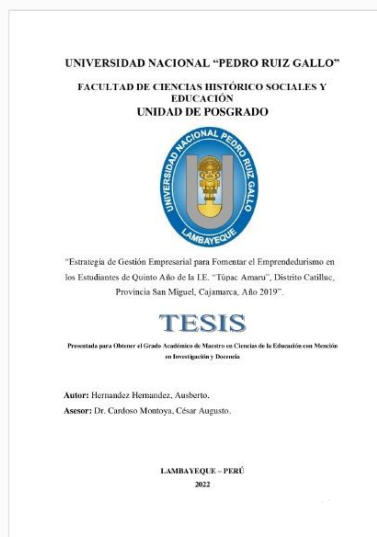 UNIVERSIDAD NACIONAL “PEDRO RUIZ GALLO”
FACULTAD DE CIENCIAS HISTÓRICO SOCIALES Y
EDUCACIÓN
UNIDAD DE POSGRADO
UNIVERSIDAD NACIONAL PEDRO RUIZ GALLO
LAMBAYEQUE
“Estrategia de Gestión Empresarial para Fomentar el Emprendedurismo en
los Estudiantes de Quinto Año de la I.E. “Túpac Amaru”, Distrito Catilluc,
Provincia San Miguel, Cajamarca, Año 2019”.
TESIS
Presentada para Obtener el Grado Académico de Maestro en Ciencias de la Educación con Mención
en Investigación y Docencia
Autor: Hernandez Hernandez, Ausberto.
Asesor: Dr. Cardoso Montoya, César Augusto.
LAMBAYEQUE – PERÚ
2022